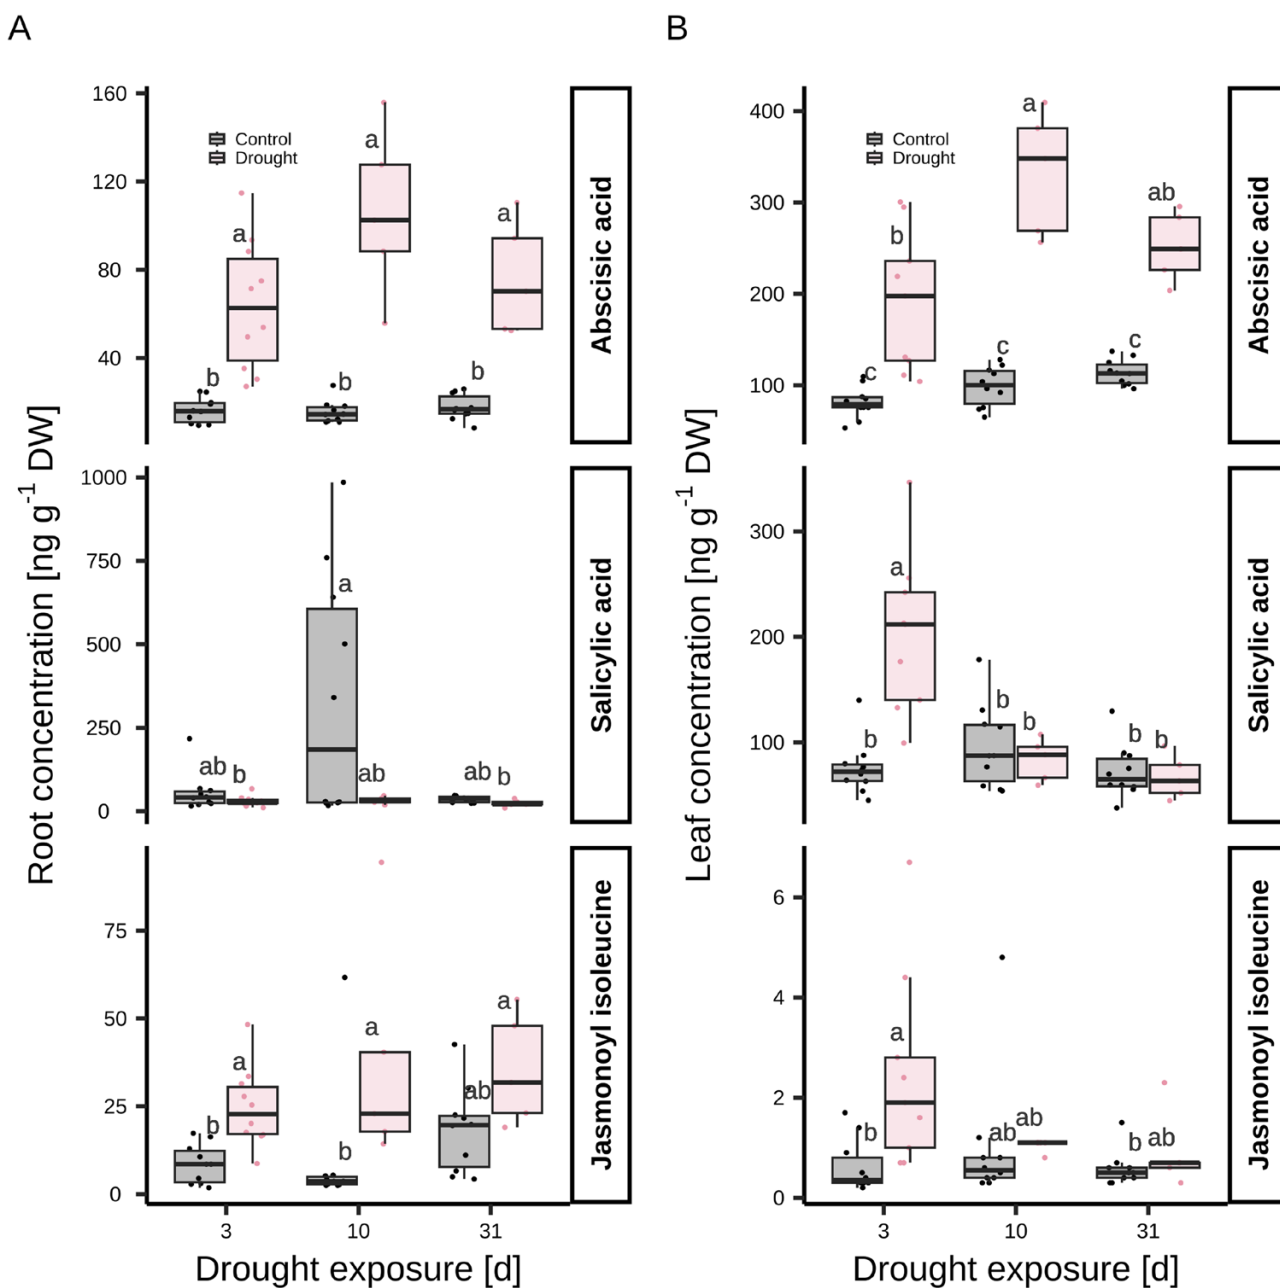 A
B
Root concentration [ng g-1 DW]
160
120
80
40
Control
Drought
b
a
b
a
b
a
Abscisic acid
1000
750
500
250
0
ab
b
a
ab
ab
b
Salicylic acid
75
50
25
0
b
a
b
a
ab
a
Jasmonoyl isoleucine
3
10
31
Drought exposure [d]
Leaf concentration [ng g-1 DW]
400
300
200
100
Control
Drought
c
b
c
a
c
ab
Abscisic acid
300
200
100
b
a
b
b
b
b
Salicylic acid
6
4
2
0
b
a
ab
ab
b
ab
Jasmonoyl isoleucine
3
10
31
Drought exposure [d]